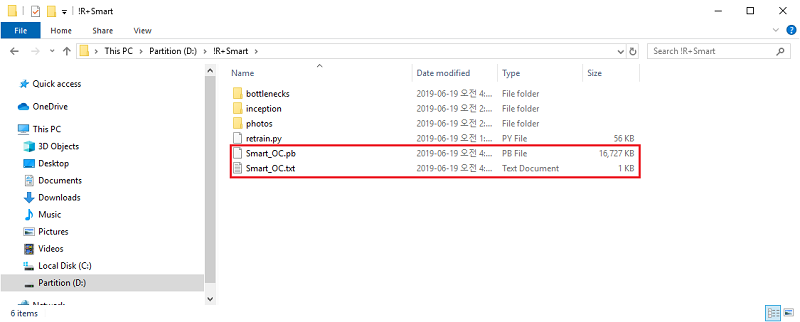 !R+Smart
File Home Share View
This PC Partition (D:) !R+Smart
Search !R+Smart
Name Date modified Type Size
Quick access
OneDrive
This PC
3D Objects
Desktop
Documents
Downloads
Music
Pictures
Videos
Local Disk (C:)
Partition (D:)
bottlenecks 2019-06-19 오전 4:... File folder
inception 2019-06-19 오전 2:... File folder
photos 2019-06-19 오전 2:... File folder
retrain.py 2019-06-19 오전 1:... PY File 56 KB
Smart_OC.pb 2019-06-19 오전 4:... PB File 16,727 KB
Smart_OC.txt 2019-06-19 오전 4:... Text Document 1 KB
6 items